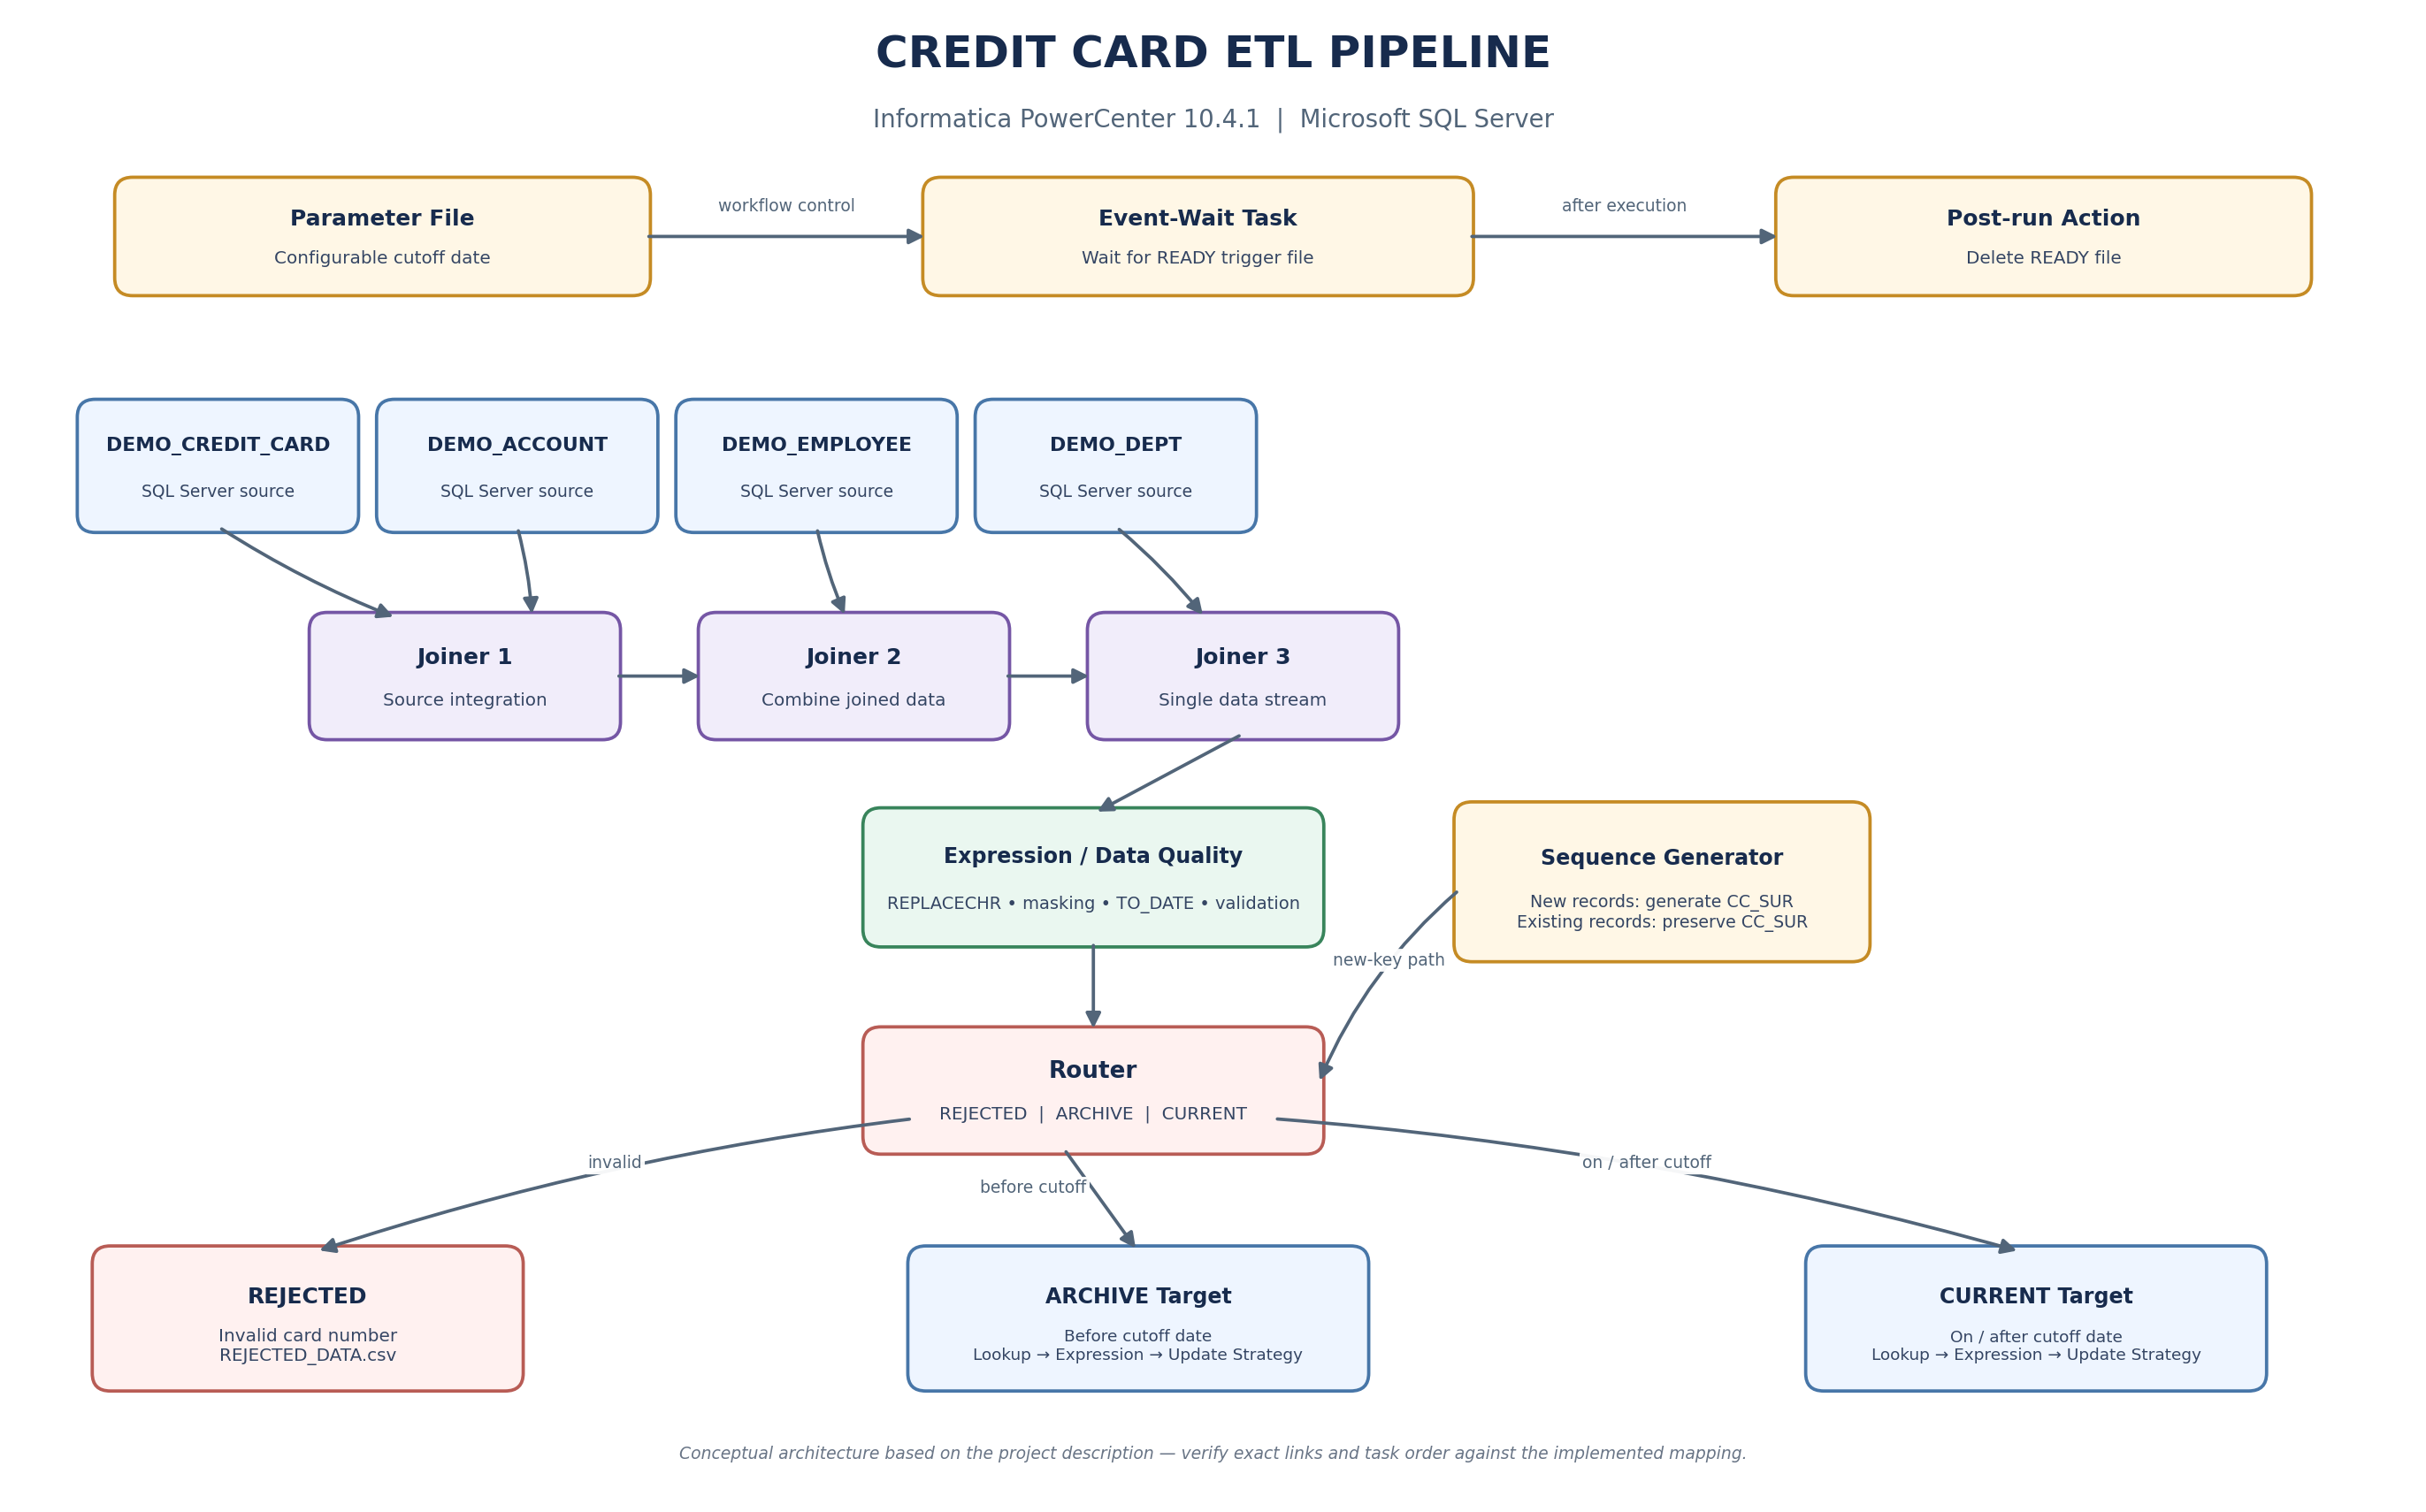 CREDIT CARD ETL PIPELINE
Informatica PowerCenter 10.4.1 | Microsoft SQL Server
Parameter File
Configurable cutoff date
workflow control
Event-Wait Task
Wait for READY trigger file
after execution
Post-run Action
Delete READY file
DEMO_CREDIT_CARD
SQL Server source
DEMO_ACCOUNT
SQL Server source
DEMO_EMPLOYEE
SQL Server source
DEMO_DEPT
SQL Server source
Joiner 1
Source integration
Joiner 2
Combine joined data
Joiner 3
Single data stream
Expression / Data Quality
REPLACECHR • masking • TO_DATE • validation
Sequence Generator
New records: generate CC_SUR
Existing records: preserve CC_SUR
new-key path
Router
REJECTED | ARCHIVE | CURRENT
invalid
before cutoff
on / after cutoff
REJECTED
Invalid card number
REJECTED_DATA.csv
ARCHIVE Target
Before cutoff date
Lookup → Expression → Update Strategy
CURRENT Target
On / after cutoff date
Lookup → Expression → Update Strategy
Conceptual architecture based on the project description — verify exact links and task order against the implemented mapping.